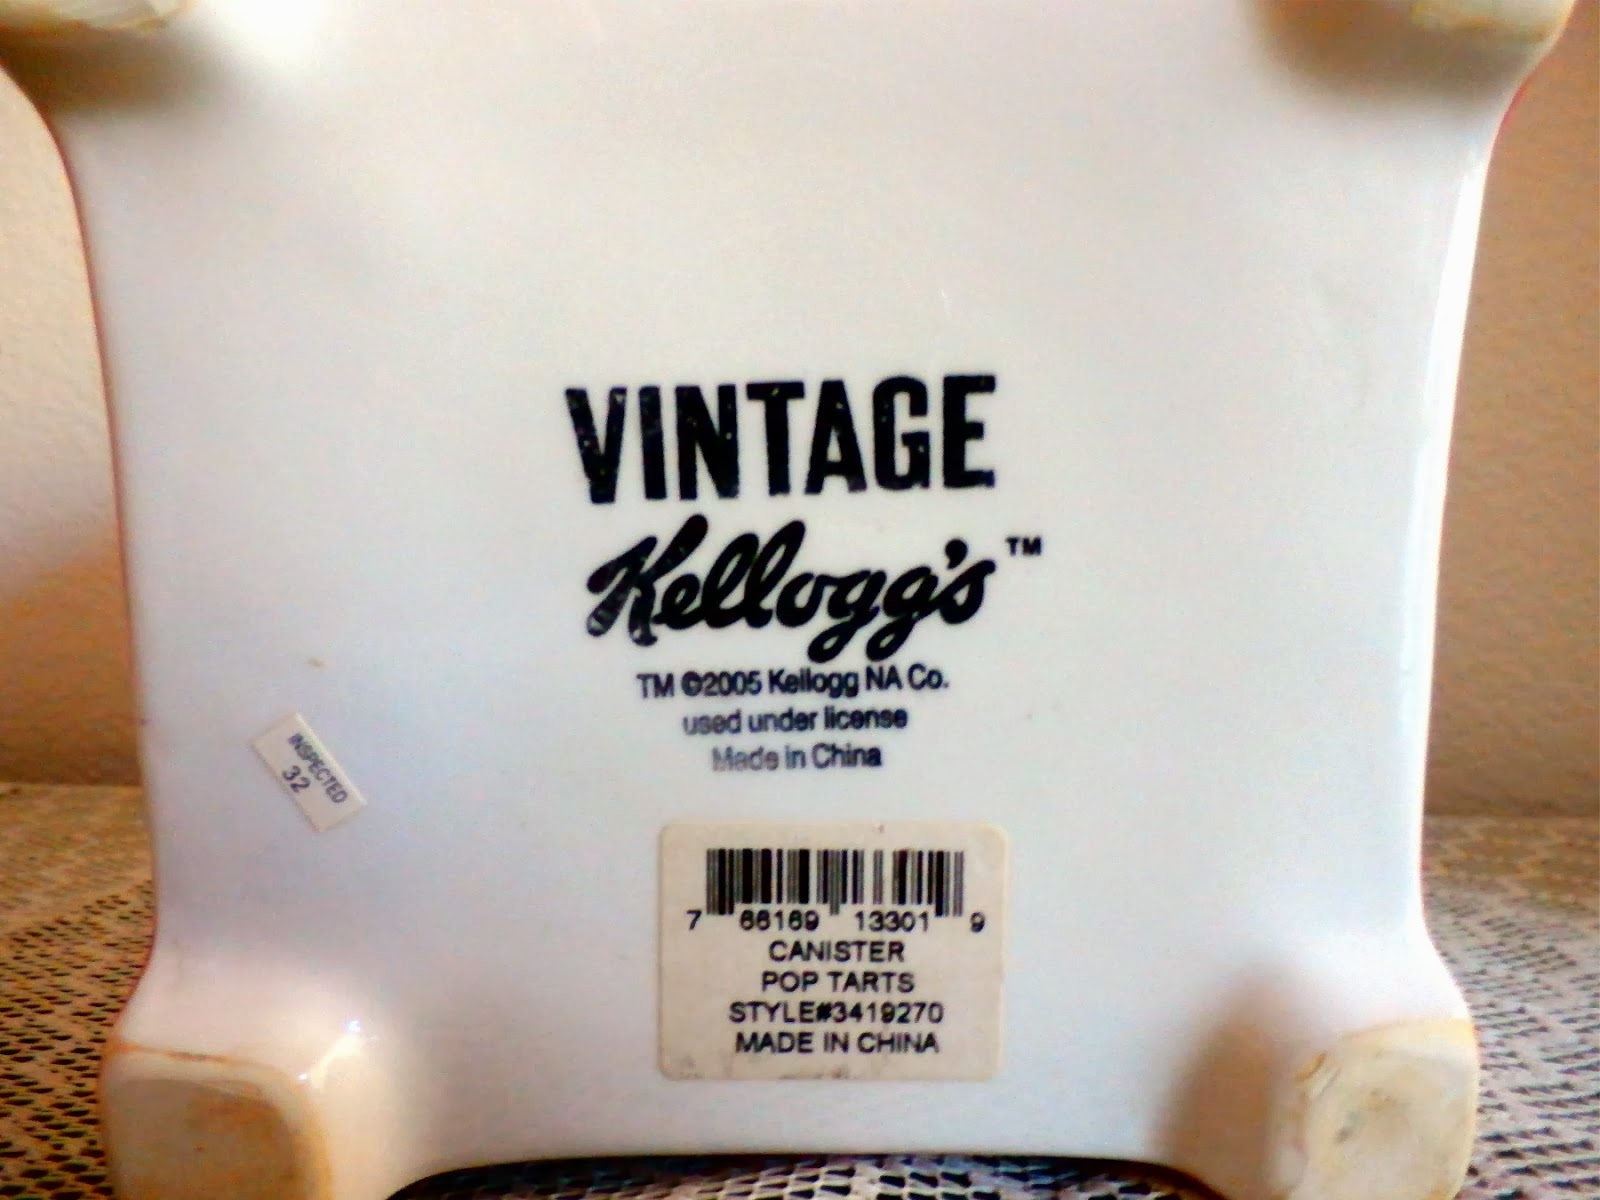 VINTAGE
Kellogg's™
TM ©2005 Kellogg NA Co.
used under license
Made in China
INSPECTED
32
7 66169 13301 9
CANISTER
POP TARTS
STYLE#3419270
MADE IN CHINA